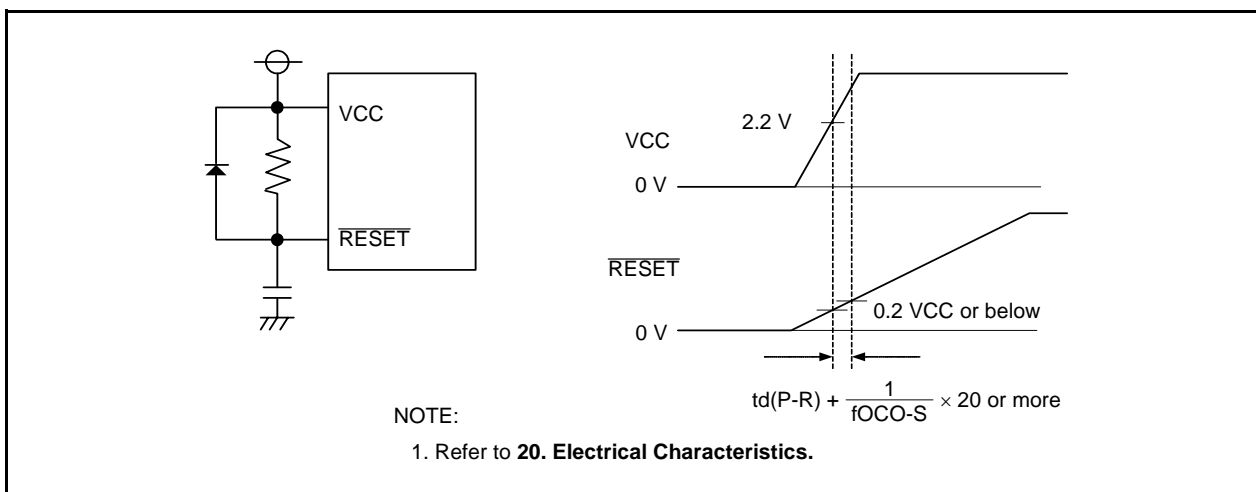 VCC
RESET
2.2 V
VCC
0 V
RESET
0.2 VCC or below
0 V
td(P-R) + 1/fOCO-S × 20 or more
NOTE:
1. Refer to 20. Electrical Characteristics.